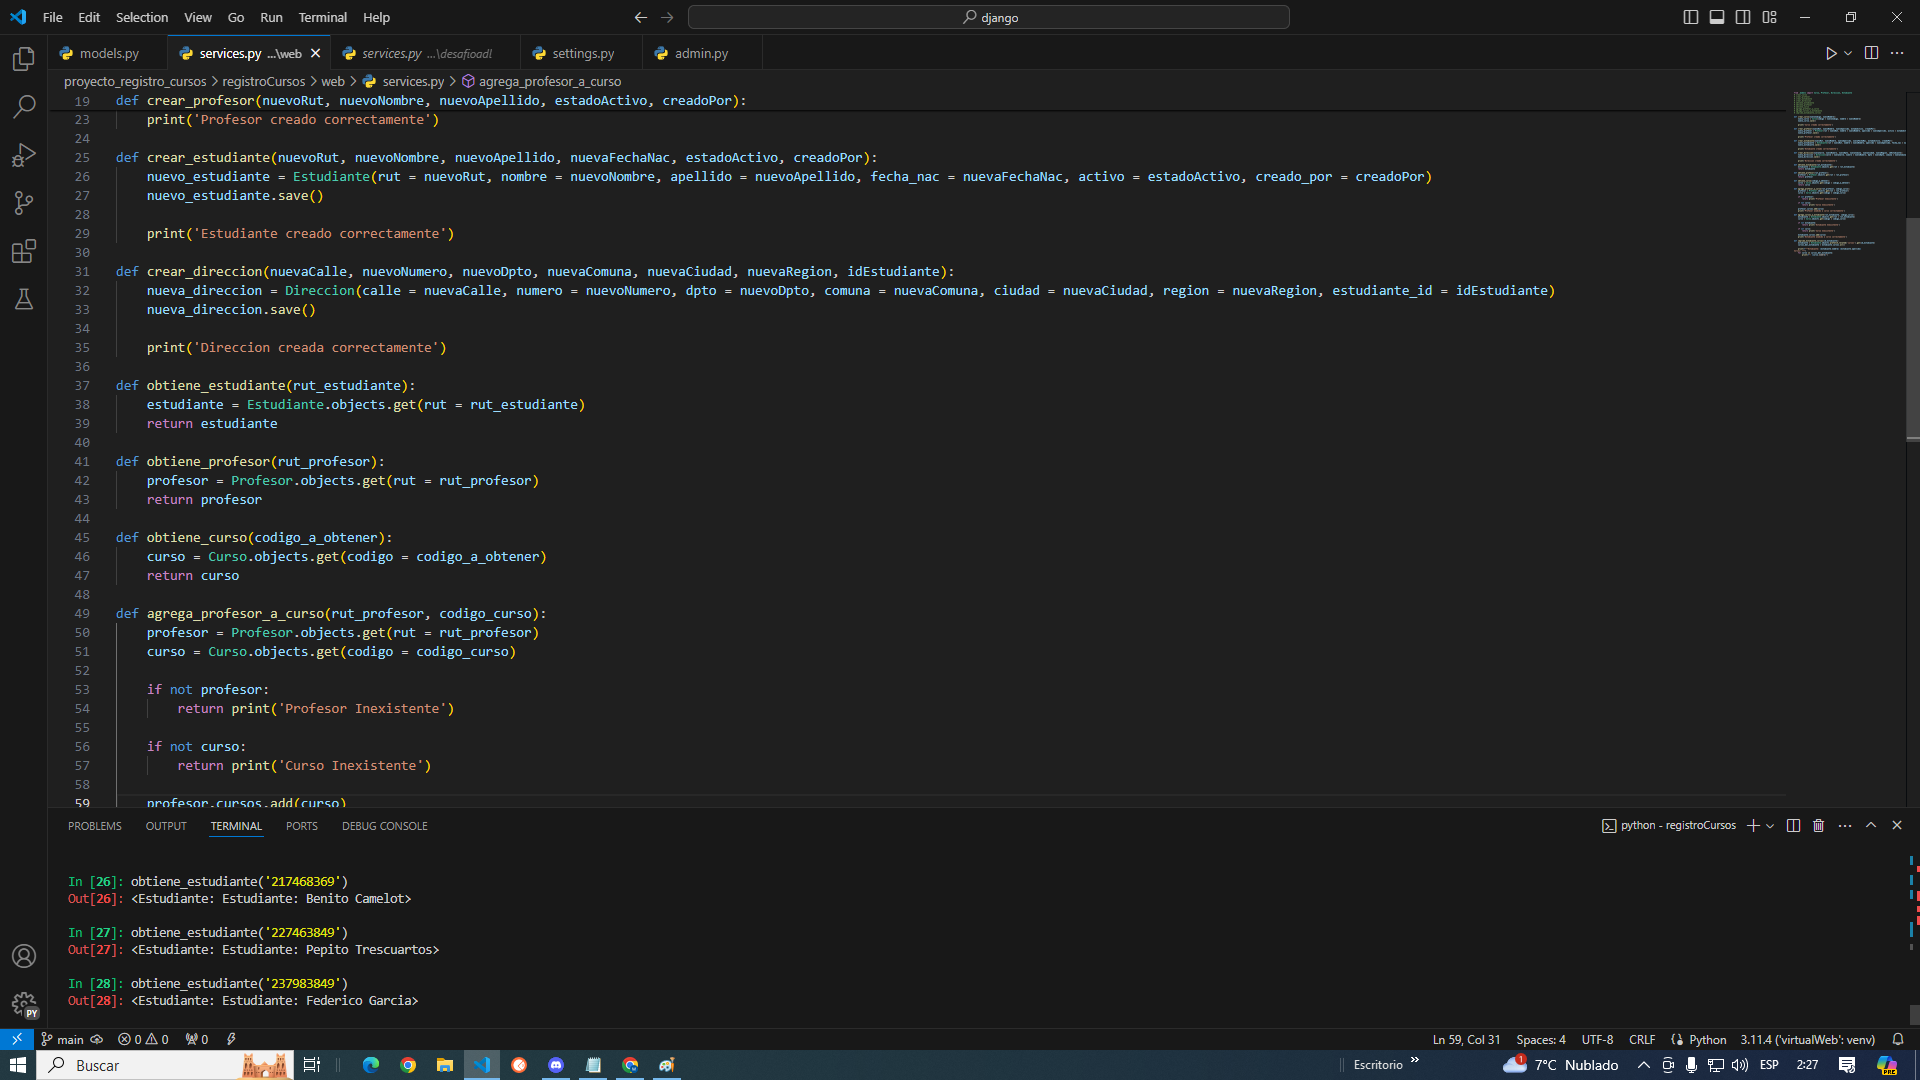 File Edit Selection View Go Run Terminal Help
django
models.py
services.py ...\web
services.py ...\desafioadl
settings.py
admin.py
proyecto_registro_cursos > registroCursos > web > services.py > agrega_profesor_a_curso
19 def crear_profesor(nuevoRut, nuevoNombre, nuevoApellido, estadoActivo, creadoPor):
23 print('Profesor creado correctamente')
24
25 def crear_estudiante(nuevoRut, nuevoNombre, nuevoApellido, nuevaFechaNac, estadoActivo, creadoPor):
26 nuevo_estudiante = Estudiante(rut = nuevoRut, nombre = nuevoNombre, apellido = nuevoApellido, fecha_nac = nuevaFechaNac, activo = estadoActivo, creado_por = creadoPor)
27 nuevo_estudiante.save()
28
29 print('Estudiante creado correctamente')
30
31 def crear_direccion(nuevaCalle, nuevoNumero, nuevoDpto, nuevaComuna, nuevaCiudad, nuevaRegion, idEstudiante):
32 nueva_direccion = Direccion(calle = nuevaCalle, numero = nuevoNumero, dpto = nuevoDpto, comuna = nuevaComuna, ciudad = nuevaCiudad, region = nuevaRegion, estudiante_id = idEstudiante)
33 nueva_direccion.save()
34
35 print('Direccion creada correctamente')
36
37 def obtiene_estudiante(rut_estudiante):
38 estudiante = Estudiante.objects.get(rut = rut_estudiante)
39 return estudiante
40
41 def obtiene_profesor(rut_profesor):
42 profesor = Profesor.objects.get(rut = rut_profesor)
43 return profesor
44
45 def obtiene_curso(codigo_a_obtener):
46 curso = Curso.objects.get(codigo = codigo_a_obtener)
47 return curso
48
49 def agrega_profesor_a_curso(rut_profesor, codigo_curso):
50 profesor = Profesor.objects.get(rut = rut_profesor)
51 curso = Curso.objects.get(codigo = codigo_curso)
52
53 if not profesor:
54 return print('Profesor Inexistente')
55
56 if not curso:
57 return print('Curso Inexistente')
58
59 profesor.cursos.add(curso)
PROBLEMS OUTPUT TERMINAL PORTS DEBUG CONSOLE
python - registroCursos
In [26]: obtiene_estudiante('217468369')
Out[26]: <Estudiante: Estudiante: Benito Camelot>
In [27]: obtiene_estudiante('227463849')
Out[27]: <Estudiante: Estudiante: Pepito Trescuartos>
In [28]: obtiene_estudiante('237983849')
Out[28]: <Estudiante: Estudiante: Federico Garcia>
PY
main 0 0 0
Ln 59, Col 31 Spaces: 4 UTF-8 CRLF Python 3.11.4 ('virtualWeb': venv)
Buscar
Escritorio
1 7°C Nublado
ESP 2:27
PRE